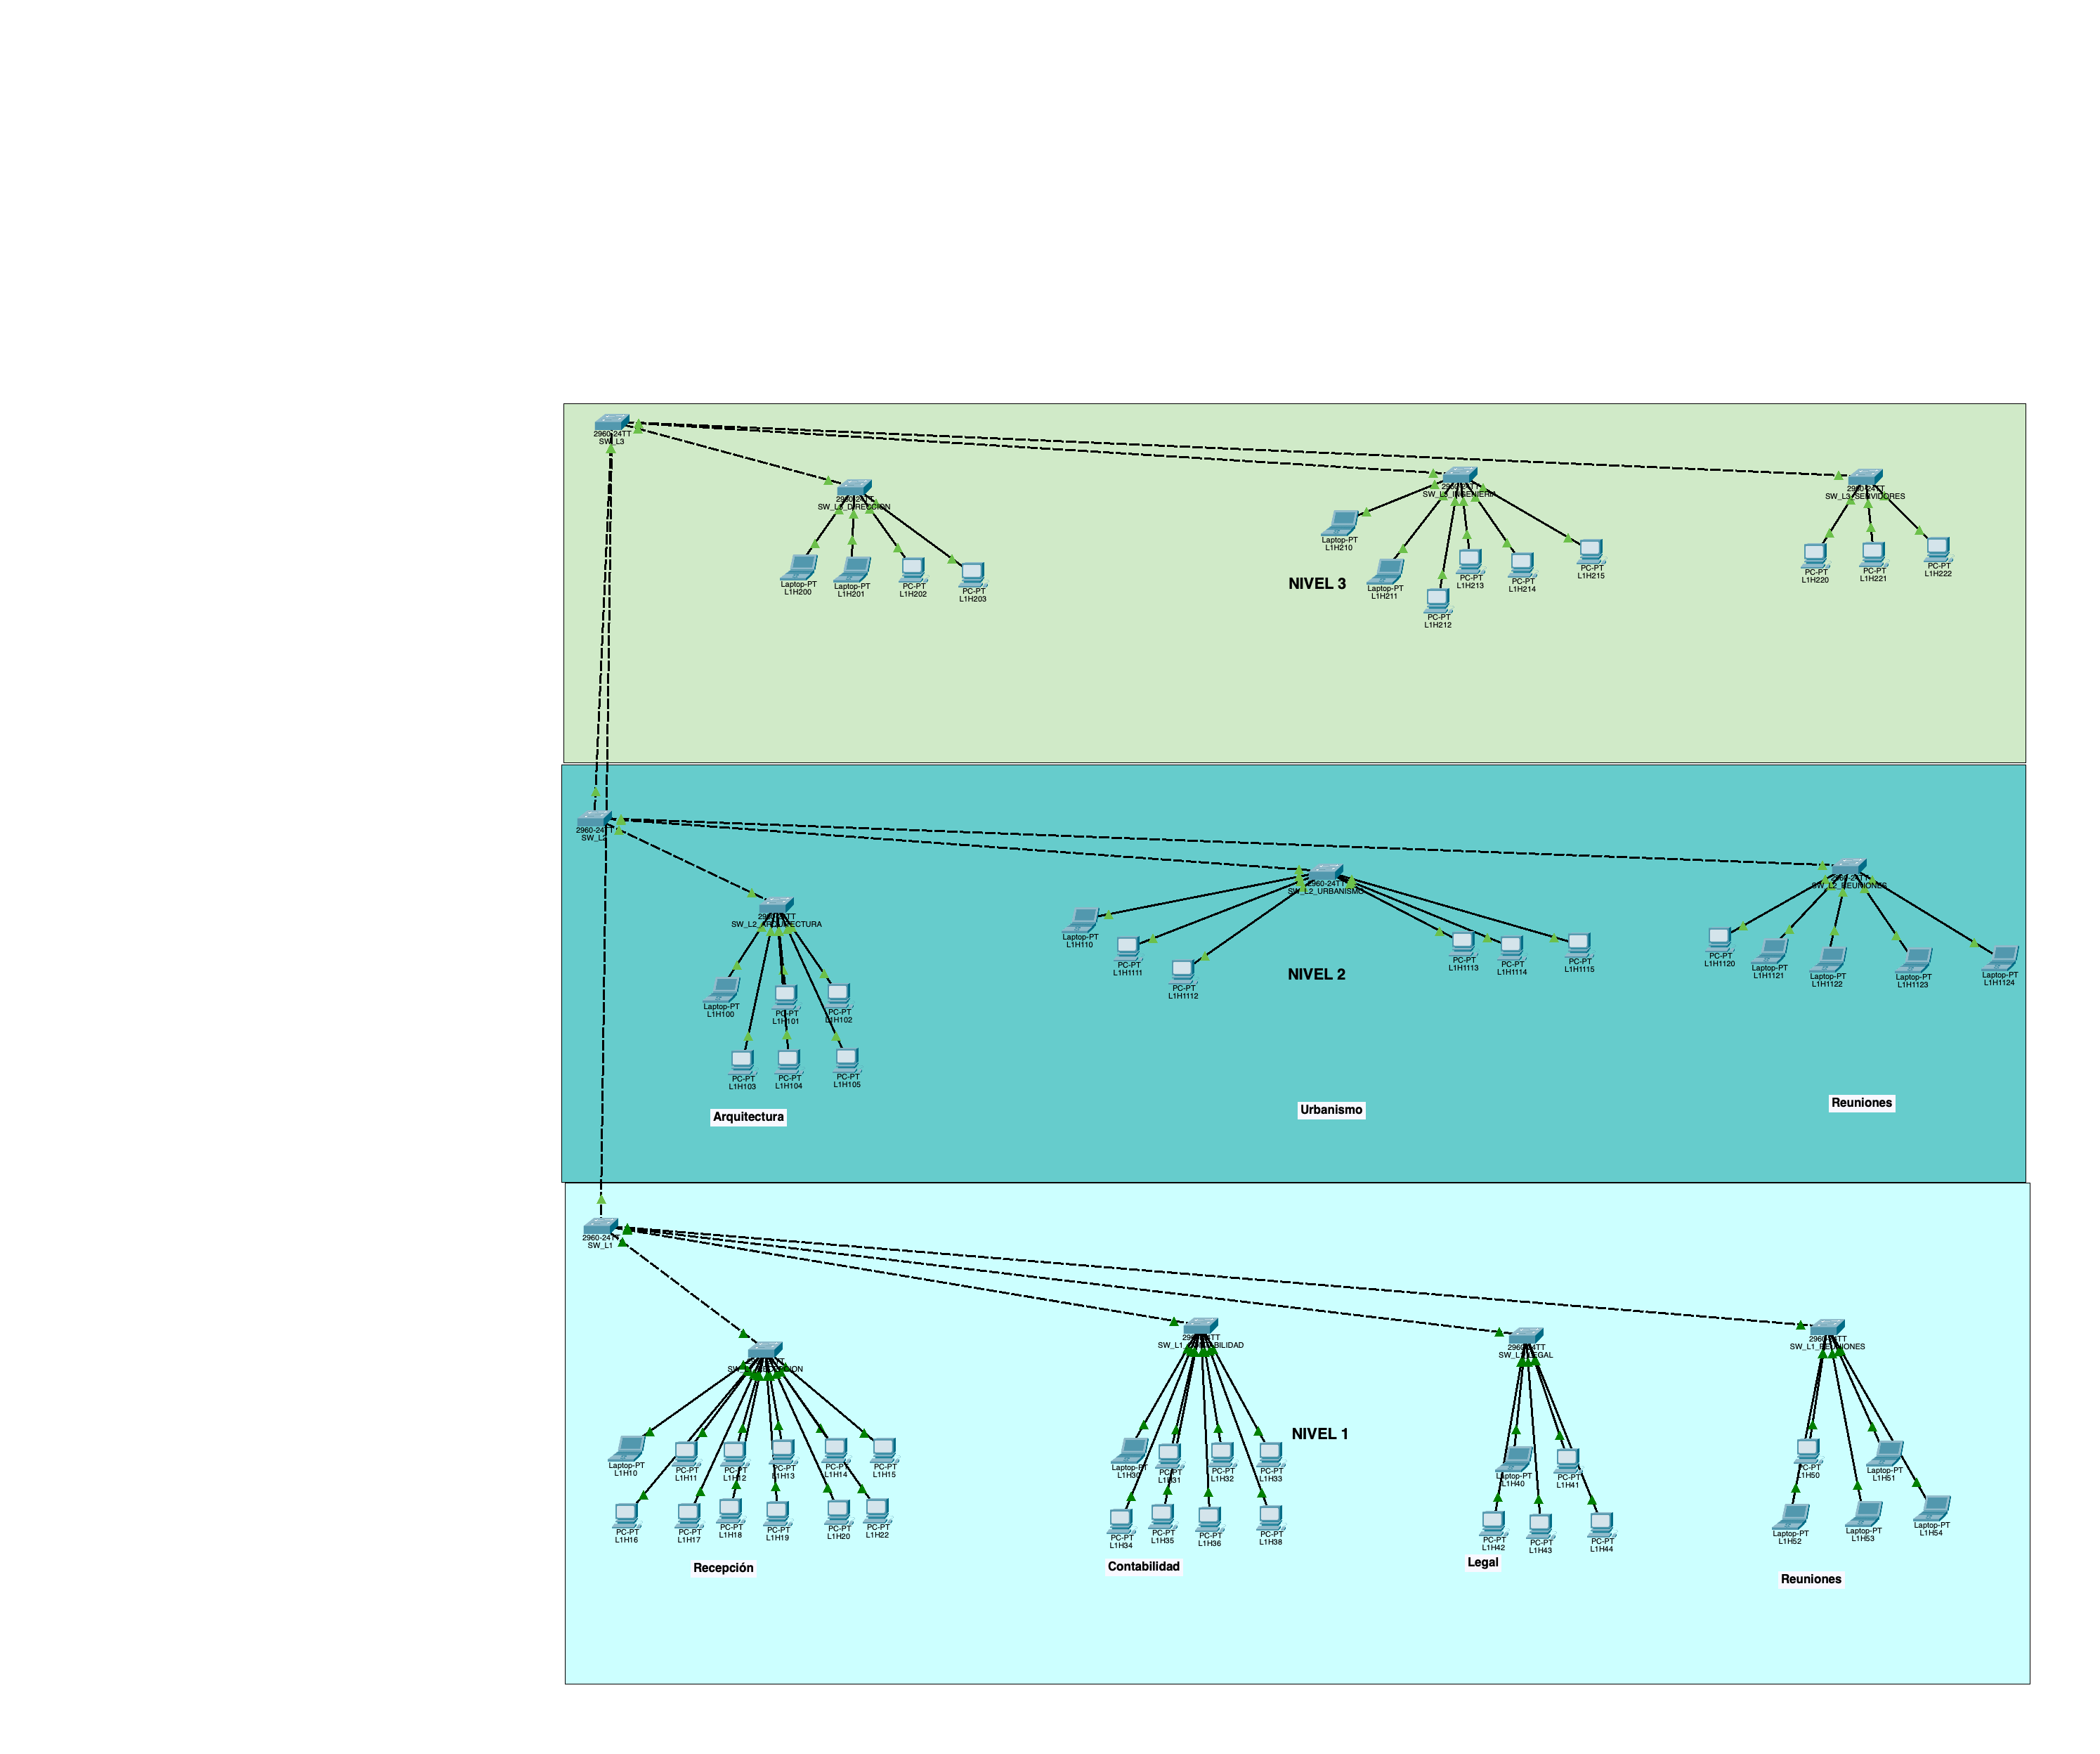 2960-24TT
SW_L3
2960-24TT
SW_L3_DIRECCION
2960-24TT
SW_L3_INGENIERIA
2960-24TT
SW_L3_SERVIDORES
Laptop-PT
L1H200
Laptop-PT
L1H201
PC-PT
L1H202
PC-PT
L1H203
Laptop-PT
L1H210
Laptop-PT
L1H211
PC-PT
L1H212
PC-PT
L1H213
PC-PT
L1H214
PC-PT
L1H215
PC-PT
L1H220
PC-PT
L1H221
PC-PT
L1H222
NIVEL 3
2960-24TT
SW_L2
2960-24TT
SW_L2_ARQUITECTURA
2960-24TT
SW_L2_URBANISMO
2960-24TT
SW_L2_REUNIONES
Laptop-PT
L1H100
PC-PT
L1H101
PC-PT
L1H102
PC-PT
L1H103
PC-PT
L1H104
PC-PT
L1H105
Laptop-PT
L1H110
PC-PT
L1H1111
PC-PT
L1H1112
PC-PT
L1H1113
PC-PT
L1H1114
PC-PT
L1H1115
PC-PT
L1H1120
Laptop-PT
L1H1121
Laptop-PT
L1H1122
Laptop-PT
L1H1123
Laptop-PT
L1H1124
NIVEL 2
Arquitectura
Urbanismo
Reuniones
2960-24TT
SW_L1
2960-24TT
2960-24TT
SW_L1_CONTABILIDAD
2960-24TT
SW_L1_LEGAL
2960-24TT
SW_L1_REUNIONES
Laptop-PT
L1H10
PC-PT
L1H11
PC-PT
L1H12
PC-PT
L1H13
PC-PT
L1H14
PC-PT
L1H15
PC-PT
L1H16
PC-PT
L1H17
PC-PT
L1H18
PC-PT
L1H19
PC-PT
L1H20
PC-PT
L1H22
Laptop-PT
L1H30
PC-PT
L1H31
PC-PT
L1H32
PC-PT
L1H33
PC-PT
L1H34
PC-PT
L1H35
PC-PT
L1H36
PC-PT
L1H38
NIVEL 1
Laptop-PT
L1H40
PC-PT
L1H41
PC-PT
L1H42
PC-PT
L1H43
PC-PT
L1H44
PC-PT
L1H50
Laptop-PT
L1H51
Laptop-PT
L1H52
Laptop-PT
L1H53
Laptop-PT
L1H54
Recepción
Contabilidad
Legal
Reuniones